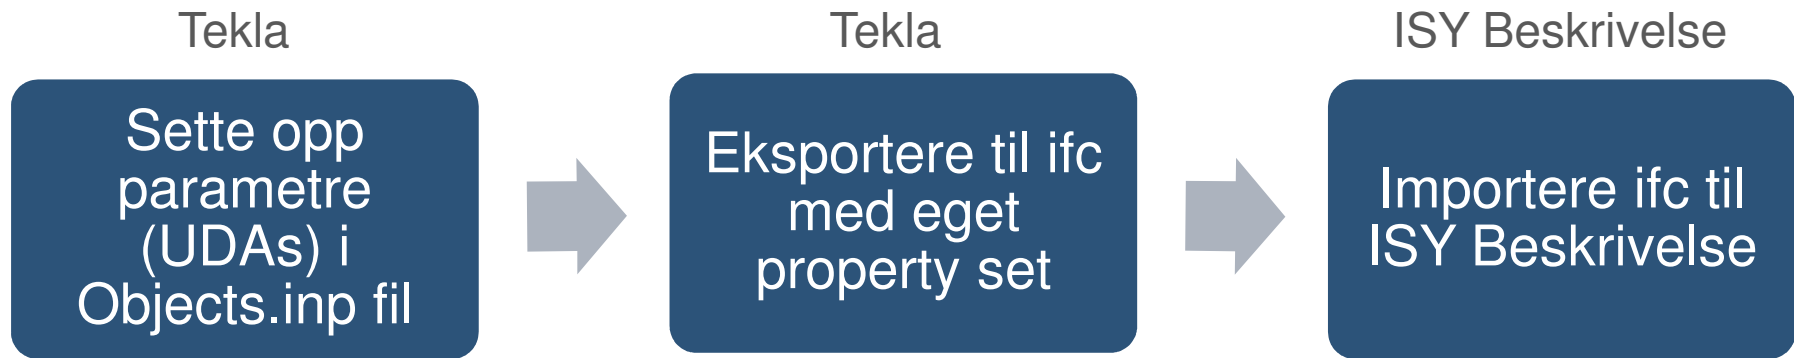 Tekla
Sette opp
parametre
(UDAs) i
Objects.inp fil
Tekla
Eksportere til ifc
med eget
property set
ISY Beskrivelse
Importere ifc til
ISY Beskrivelse